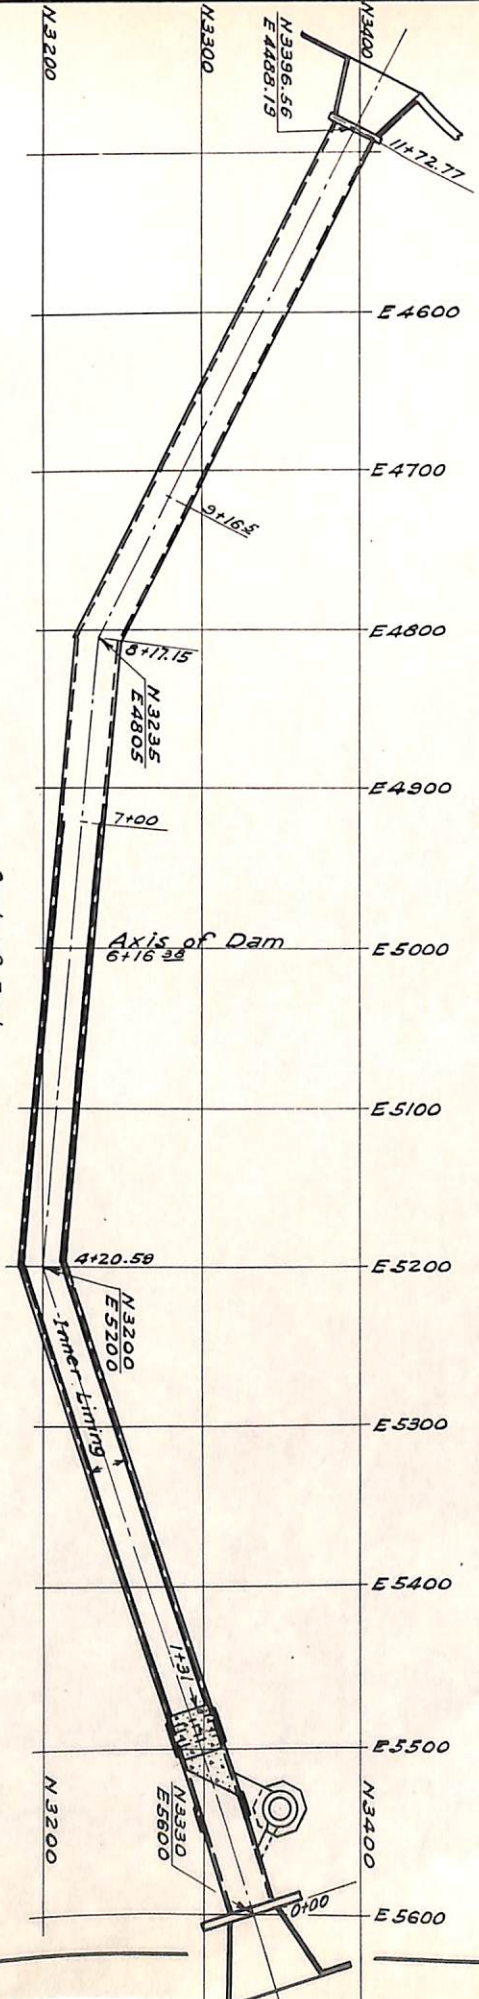 N3200
N3300
N3400
N3396.56
E4488.19
11+72.77
E4600
E4700
9+16.5
E4800
8+17.15
N3235
E4805
E4900
7+00
Axis of Dam
6+16.38
E5000
E5100
E5200
4+20.58
N3200
E5200
Inner Lining
E5300
E5400
1+31
E5500
N3200
N3330
E5600
N3400
0+00
E5600